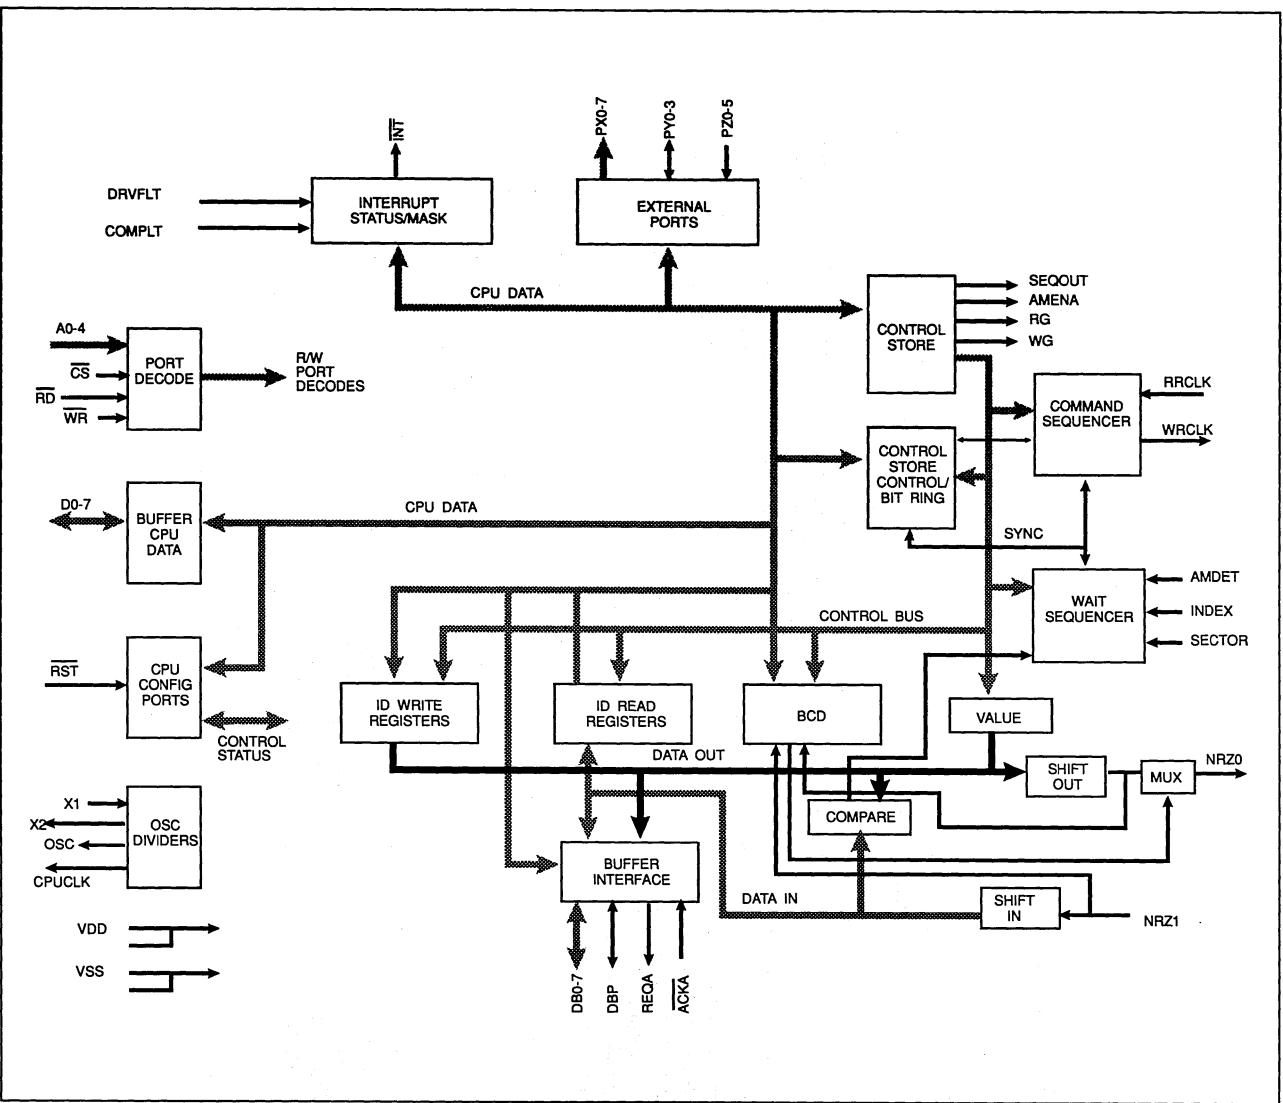 INT
PX0-7
PY0-3
PZ0-5
DRVFLT
COMPLT
INTERRUPT
STATUS/MASK
EXTERNAL
PORTS
CPU DATA
CONTROL
STORE
SEQOUT
AMENA
RG
WG
A0-4
CS
RD
WR
PORT
DECODE
R/W
PORT
DECODES
COMMAND
SEQUENCER
RRCLK
WRCLK
CONTROL
STORE
CONTROL/
BIT RING
SYNC
D0-7
BUFFER
CPU
DATA
CPU DATA
WAIT
SEQUENCER
AMDET
INDEX
SECTOR
CONTROL BUS
RST
CPU
CONFIG
PORTS
CONTROL
STATUS
ID WRITE
REGISTERS
ID READ
REGISTERS
BCD
VALUE
DATA OUT
SHIFT
OUT
MUX
NRZ0
X1
X2
OSC
CPUCLK
OSC
DIVIDERS
COMPARE
BUFFER
INTERFACE
DATA IN
SHIFT
IN
NRZ1
VDD
VSS
DB0-7
DBP
REQA
ACKA